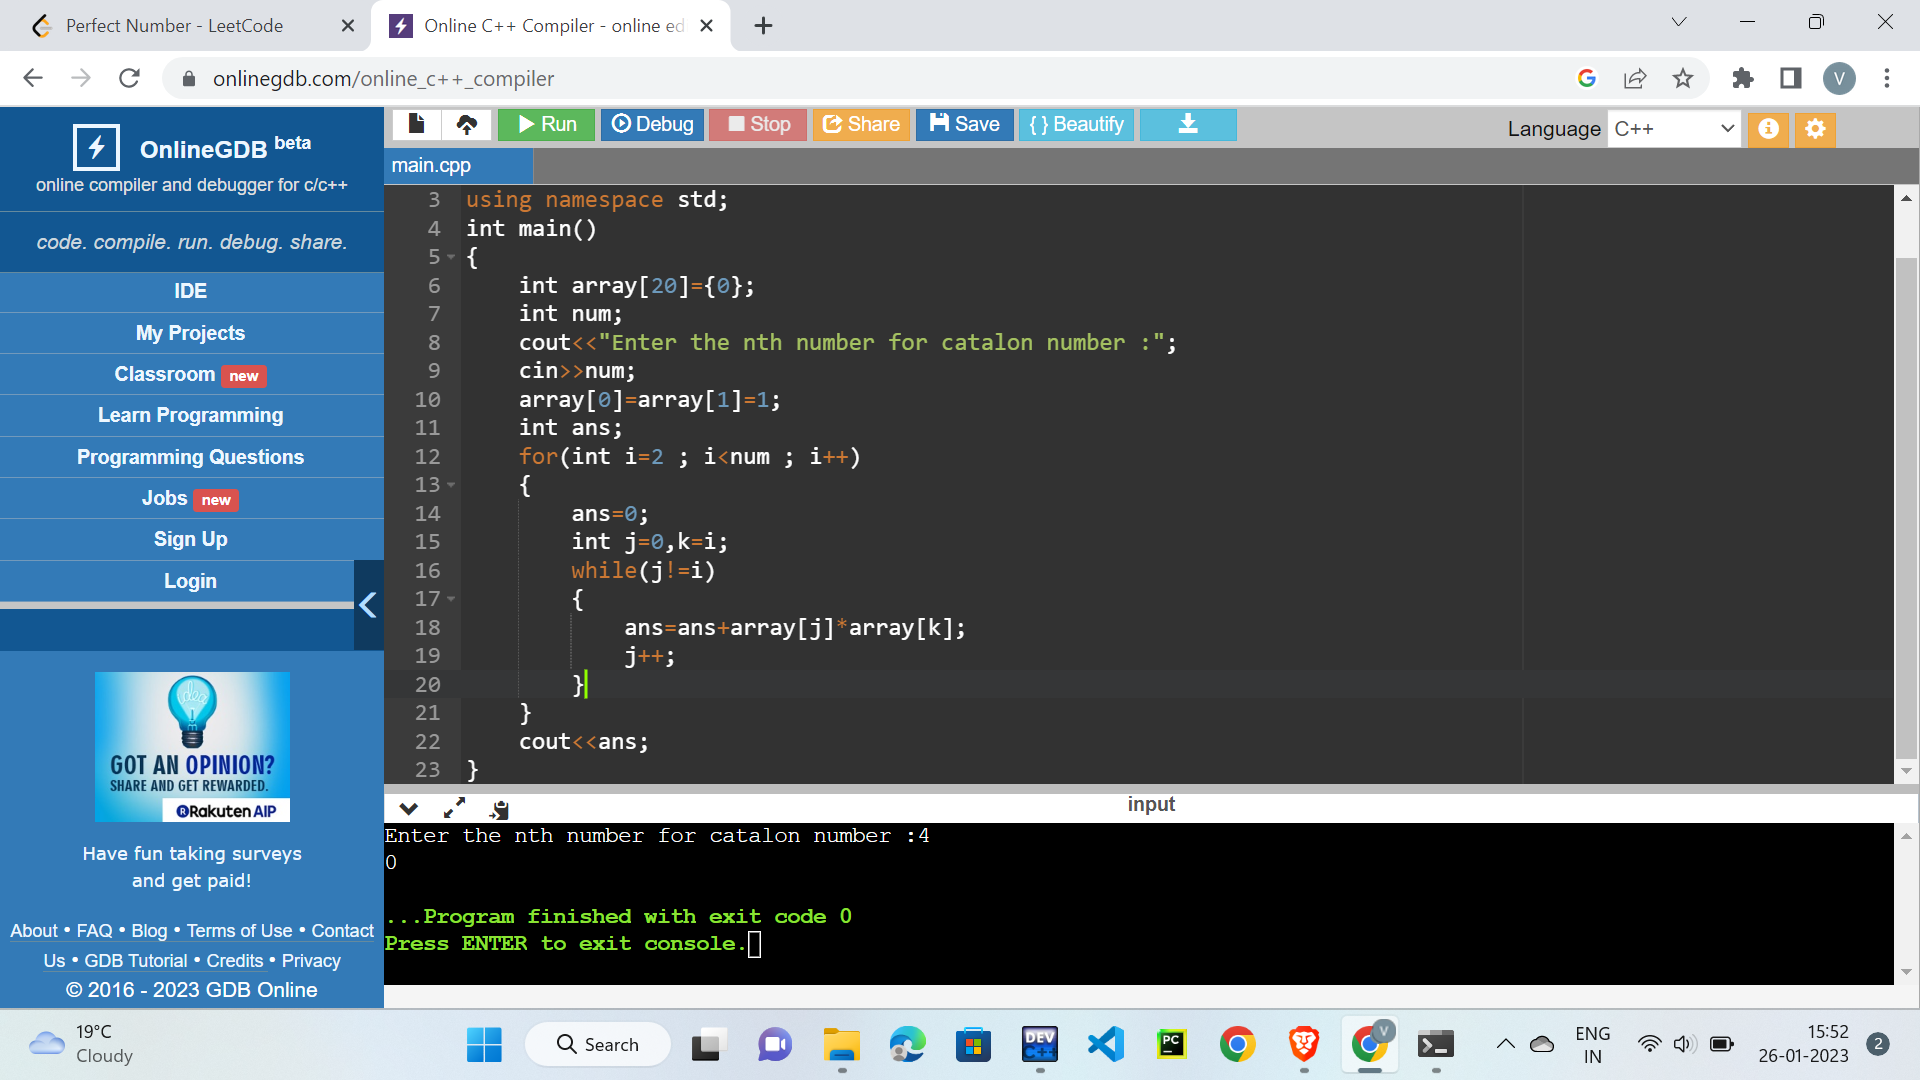 Perfect Number - LeetCode
Online C++ Compiler - online ed
onlinegdb.com/online_c++_compiler
V
OnlineGDB beta
online compiler and debugger for c/c++
code. compile. run. debug. share.
IDE
My Projects
Classroom new
Learn Programming
Programming Questions
Jobs new
Sign Up
Login
idea
GOT AN OPINION?
SHARE AND GET REWARDED.
Rakuten AIP
Have fun taking surveys
and get paid!
About • FAQ • Blog • Terms of Use • Contact
Us • GDB Tutorial • Credits • Privacy
© 2016 - 2023 GDB Online
Run
Debug
Stop
Share
Save
{ } Beautify
Language C++
main.cpp
3 using namespace std;
4 int main()
5 {
6 int array[20]={0};
7 int num;
8 cout<<"Enter the nth number for catalon number :";
9 cin>>num;
10 array[0]=array[1]=1;
11 int ans;
12 for(int i=2 ; i<num ; i++)
13 {
14 ans=0;
15 int j=0,k=i;
16 while(j!=i)
17 {
18 ans=ans+array[j]*array[k];
19 j++;
20 }
21 }
22 cout<<ans;
23 }
input
Enter the nth number for catalon number :4
0
...Program finished with exit code 0
Press ENTER to exit console.
19°C
Cloudy
Search
DEV
C++
PC
V
ENG
IN
15:52
26-01-2023
2